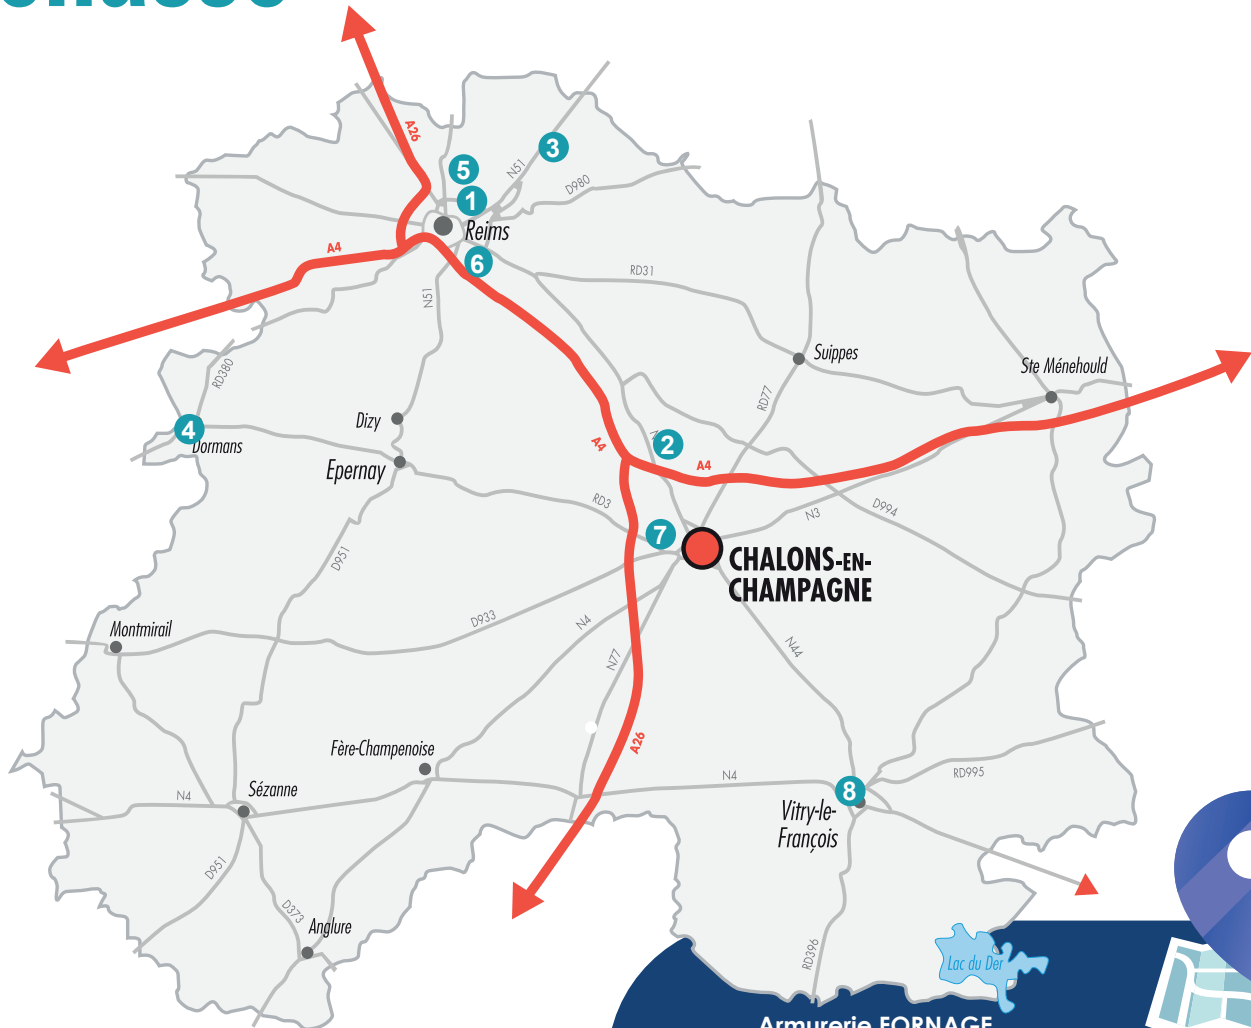 A26
3
5
N51
1
D980
Reims
A4
6
RD31
N51
Suippes
Ste Ménehould
RD380
RD77
Dizy
4
Dormans
2
A4
A4
Epernay
RD3
N3
D994
7
CHALONS-EN-
CHAMPAGNE
D951
D933
N4
Montmirail
N44
N77
A26
Fère-Champenoise
RD995
N4
Sézanne
N4
8
Vitry-le-
François
D951
D373
Anglure
RD396
Lac du Der
Armurerie FORNAGE